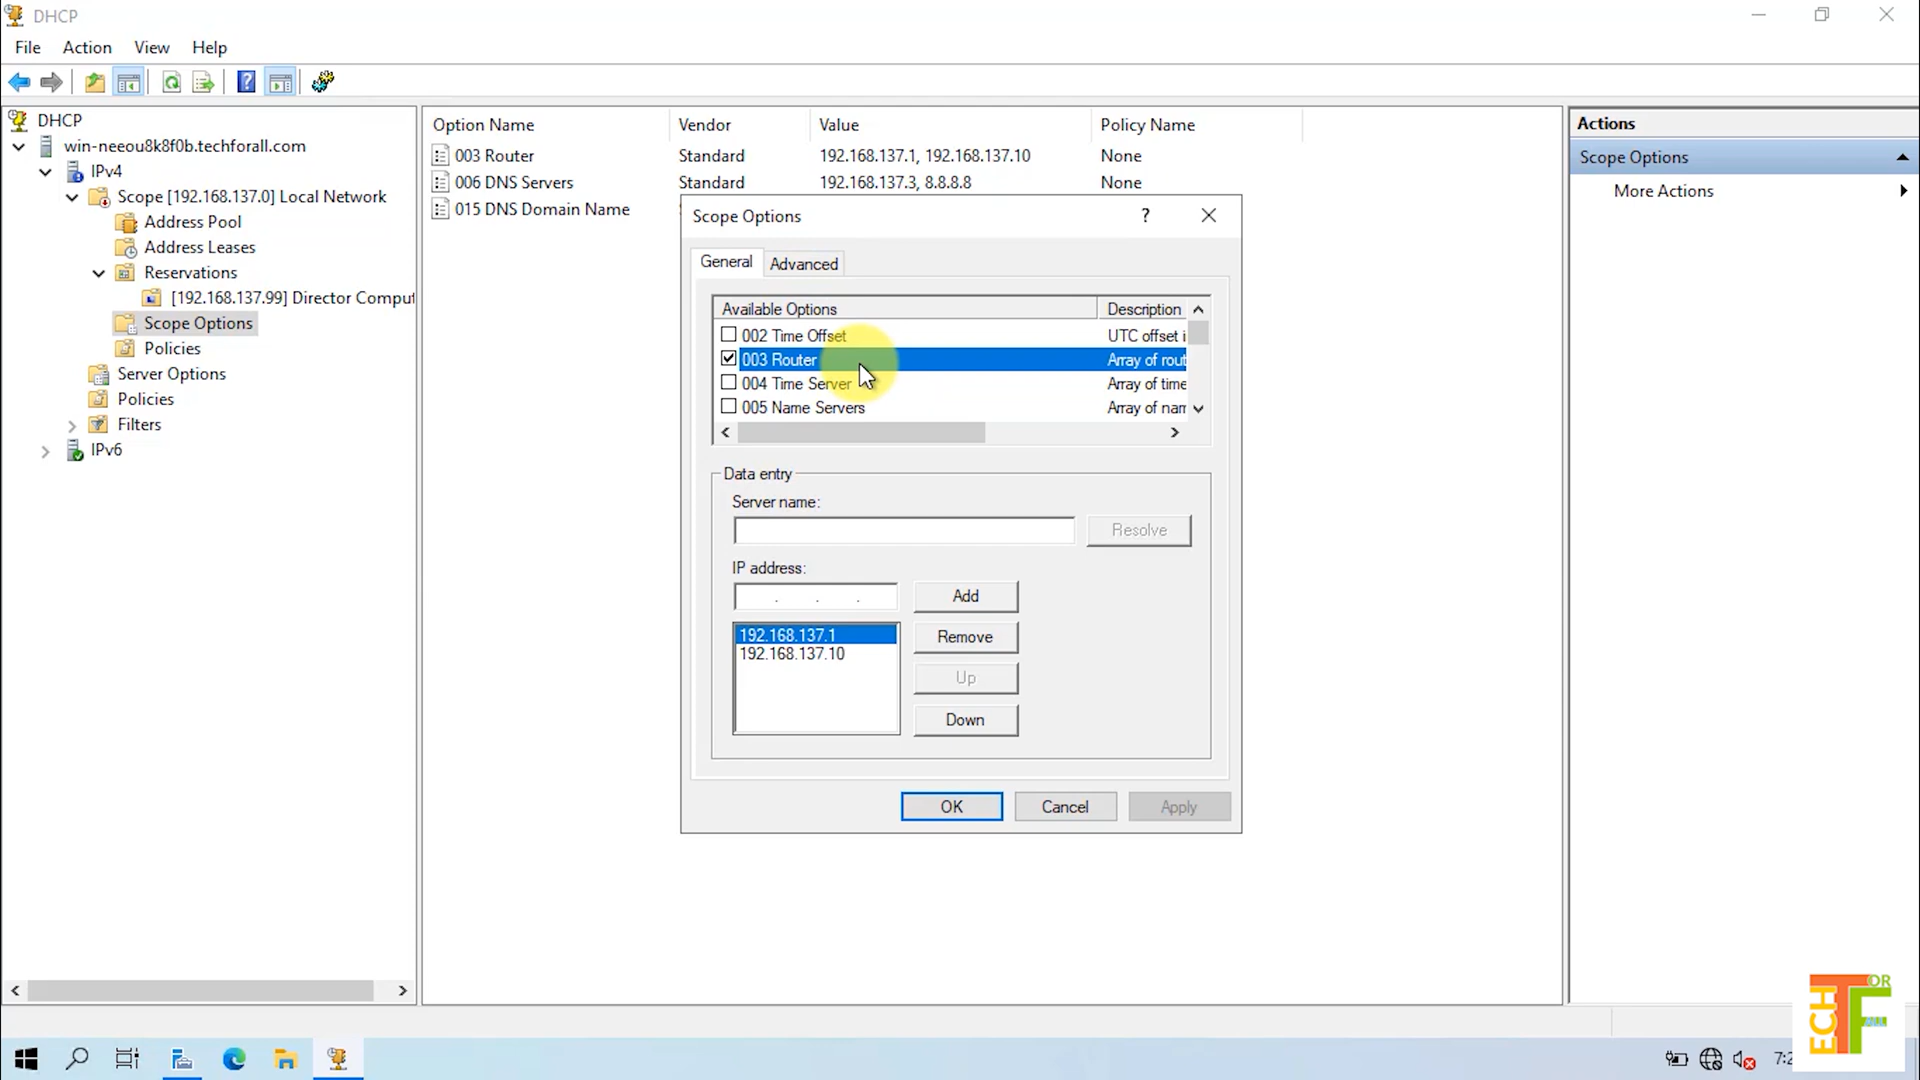 DHCP
File Action View Help
DHCP
win-neeou8k8f0b.techforall.com
IPv4
Scope [192.168.137.0] Local Network
Address Pool
Address Leases
Reservations
[192.168.137.99] Director Comput
Scope Options
Policies
Server Options
Policies
Filters
IPv6
Option Name Vendor Value Policy Name
003 Router Standard 192.168.137.1, 192.168.137.10 None
006 DNS Servers Standard 192.168.137.3, 8.8.8.8 None
015 DNS Domain Name
Scope Options ?
General Advanced
Available Options Description
002 Time Offset UTC offset i
003 Router Array of rout
004 Time Server Array of time
005 Name Servers Array of nam
Data entry
Server name:
Resolve
IP address:
. . . Add
192.168.137.1 Remove
192.168.137.10
Up
Down
OK Cancel Apply
Actions
Scope Options
More Actions
7:2
TECH FOR
ALL